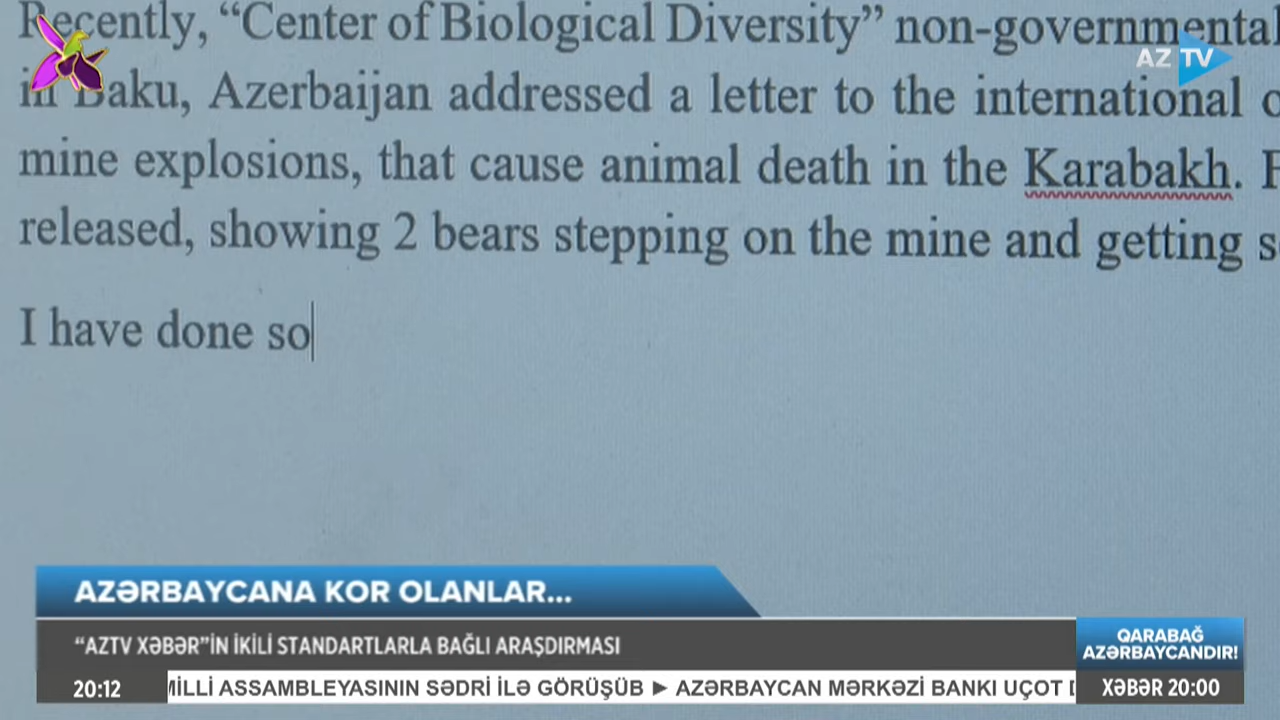 Recently, “Center of Biological Diversity” non-governmental
in Baku, Azerbaijan addressed a letter to the international
mine explosions, that cause animal death in the Karabakh.
released, showing 2 bears stepping on the mine and getting
I have done so
AZTV
AZƏRBAYCANA KOR OLANLAR...
“AZTV XƏBƏR”İN İKİLİ STANDARTLARLA BAĞLI ARAŞDIRMASI
QARABAĞ
AZƏRBAYCANDIR!
20:12
MİLLİ ASSAMBLEYASININ SƏDRİ İLƏ GÖRÜŞÜB ► AZƏRBAYCAN MƏRKƏZİ BANKI UÇOT
XƏBƏR 20:00